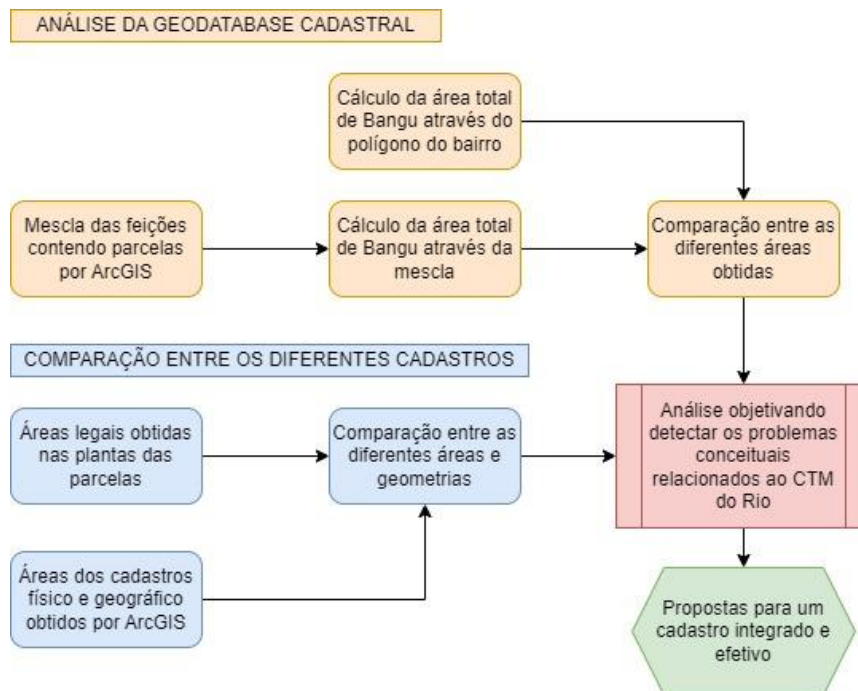 ANÁLISE DA GEODATABASE CADASTRAL
Cálculo da área total
de Bangu através do
polígono do bairro
Mescla das feições
contendo parcelas
por ArcGIS
Cálculo da área total
de Bangu através da
mescla
Comparação entre as
diferentes áreas
obtidas
COMPARAÇÃO ENTRE OS DIFERENTES CADASTROS
Áreas legais obtidas
nas plantas das
parcelas
Comparação entre as
diferentes áreas e
geometrias
Análise objetivando
detectar os problemas
conceituais
relacionados ao CTM
do Rio
Áreas dos cadastros
físico e geográfico
obtidos por ArcGIS
Propostas para um
cadastro integrado e
efetivo